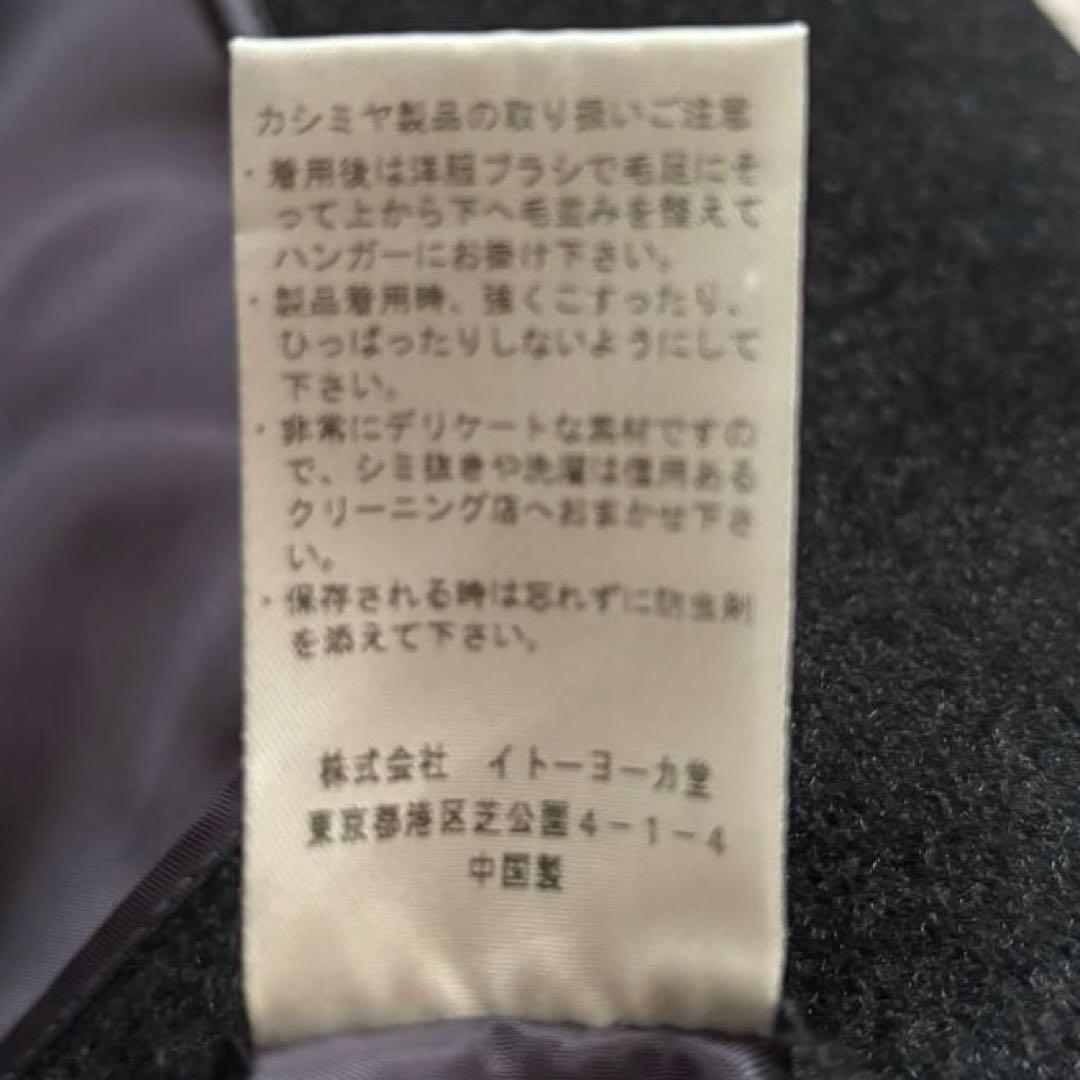 カシミヤ製品の取り扱いご注意
・着用後は洋服ブラシで毛足にそ
って上から下へ毛並みを整えて
ハンガーにお掛け下さい。
・製品着用時、強くこすったり、
ひっぱったりしないようにして
下さい。
・非常にデリケートな素材ですの
で、シミ抜きや洗濯は信用ある
クリーニング店へおまかせ下さ
い。
・保存される時は忘れずに防虫剤
を添えて下さい。
株式会社 イトーヨーカ堂
東京都港区芝公園4-1-4
中国製